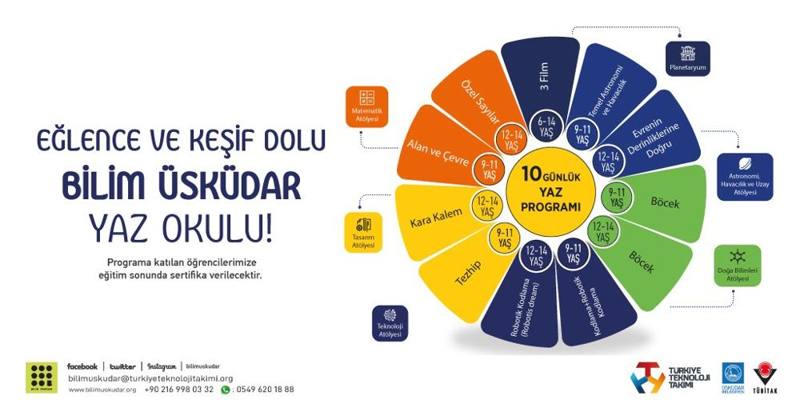 EĞLENCE VE KEŞİF DOLU
BİLİM ÜSKÜDAR
YAZ OKULU!
Programa katılan öğrencilerimize
eğitim sonunda sertifika verilecektir.
10 GÜNLÜK
YAZ
PROGRAMI
3 Film
6-14
YAŞ
Planetaryum
Temel Astronomi
ve Havacılık
9-11
YAŞ
Evrenin
Derinliklerine
Doğru
12-14
YAŞ
Astronomi,
Havacılık ve Uzay
Atölyesi
Böcek
9-11
YAŞ
Böcek
12-14
YAŞ
Doğa Bilimleri
Atölyesi
Kodlama+Robotik
Kodlama
9-11
YAŞ
Robotik Kodlama
(Robotis dream)
12-14
YAŞ
Teknoloji
Atölyesi
Tezhip
9-11
YAŞ
Kara Kalem
12-14
YAŞ
Tasarım
Atölyesi
Alan ve Çevre
9-11
YAŞ
Özel Sayılar
12-14
YAŞ
Matematik
Atölyesi
BİLİM ÜSKÜDAR
facebook | twitter | Instagram | bilimuskudar
bilimuskudar@turkiyeteknolojitakimi.org
www.bilimuskudar.org +90 216 998 03 32 : 0549 620 18 88
TÜRKİYE
TEKNOLOJİ
TAKIMI
ÜSKÜDAR
BELEDİYESİ
TÜBİTAK